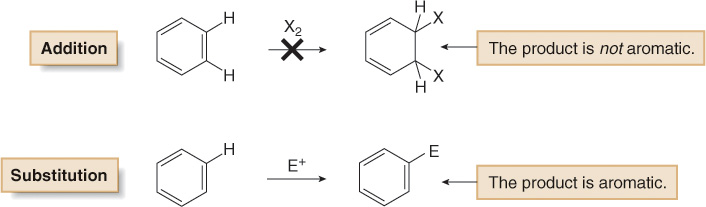 H
H
X
X₂
Addition
The product is not aromatic.
H
X
H
H
E
E⁺
Substitution
The product is aromatic.